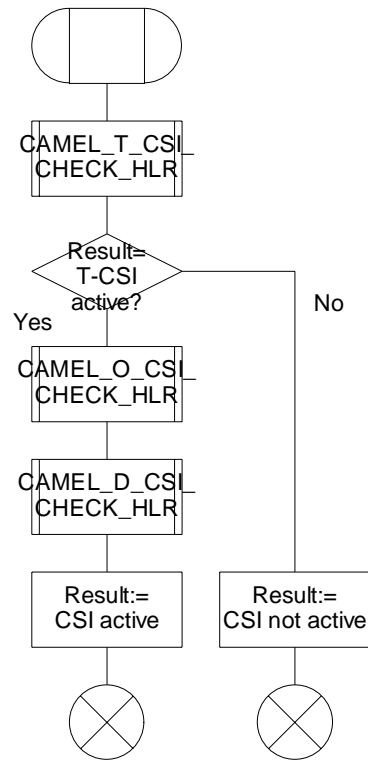 CAMEL_T_CSI_
CHECK_HLR
Result=
T-CSI
active?
Yes
No
CAMEL_O_CSI_
CHECK_HLR
CAMEL_D_CSI_
CHECK_HLR
Result:=
CSI active
Result:=
CSI not active